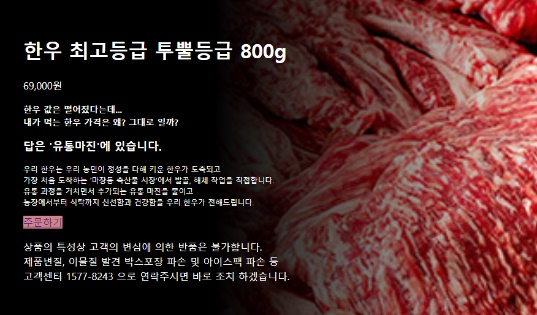 한우 최고등급 투뿔등급 800g
69,000원
한우 값은 떨어졌다는데...
내가 먹는 한우 가격은 왜? 그대로 일까?
답은 '유통마진'에 있습니다.
우리 한우는 우리 농민이 정성을 다해 키운 한우가 도축되고
가장 처음 도착하는 '마장동 축산물 시장'에서 발골, 해체 작업을 직접합니다.
유통 과정을 거치면서 추가되는 유통 마진을 줄이고
농장에서부터 식탁까지 신선함과 건강함을 우리 한우가 전해드립니다.
주문하기
상품의 특성상 고객의 변심에 의한 반품은 불가합니다.
제품변질, 이물질 발견 박스포장 파손 및 아이스팩 파손 등
고객센터 1577-8243 으로 연락주시면 바로 조치 하겠습니다.